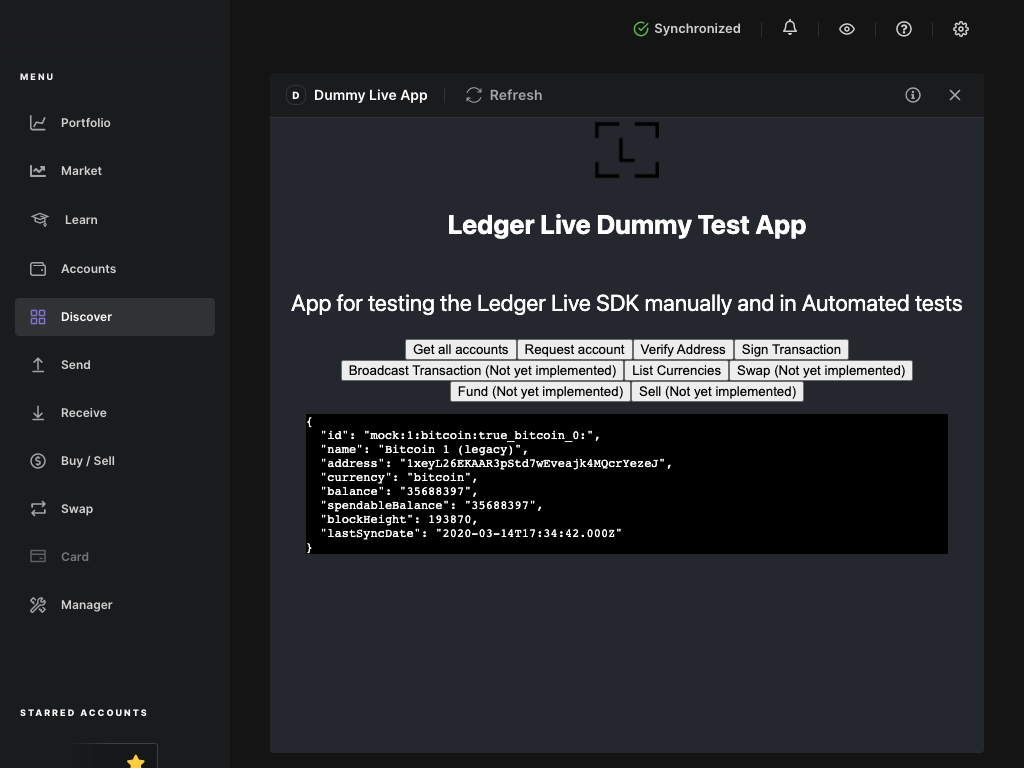 Synchronized
MENU
Portfolio
Market
Learn
Accounts
Discover
Send
Receive
Buy / Sell
Swap
Card
Manager
STARRED ACCOUNTS
D Dummy Live App Refresh
L
Ledger Live Dummy Test App
App for testing the Ledger Live SDK manually and in Automated tests
Get all accounts Request account Verify Address Sign Transaction
Broadcast Transaction (Not yet implemented) List Currencies Swap (Not yet implemented)
Fund (Not yet implemented) Sell (Not yet implemented)
{
"id": "mock:1:bitcoin:true_bitcoin_0:",
"name": "Bitcoin 1 (legacy)",
"address": "1xeyL26EKAAR3pStd7wEveajk4MQcrYezeJ",
"currency": "bitcoin",
"balance": "35688397",
"spendableBalance": "35688397",
"blockHeight": 193870,
"lastSyncDate": "2020-03-14T17:34:42.000Z"
}